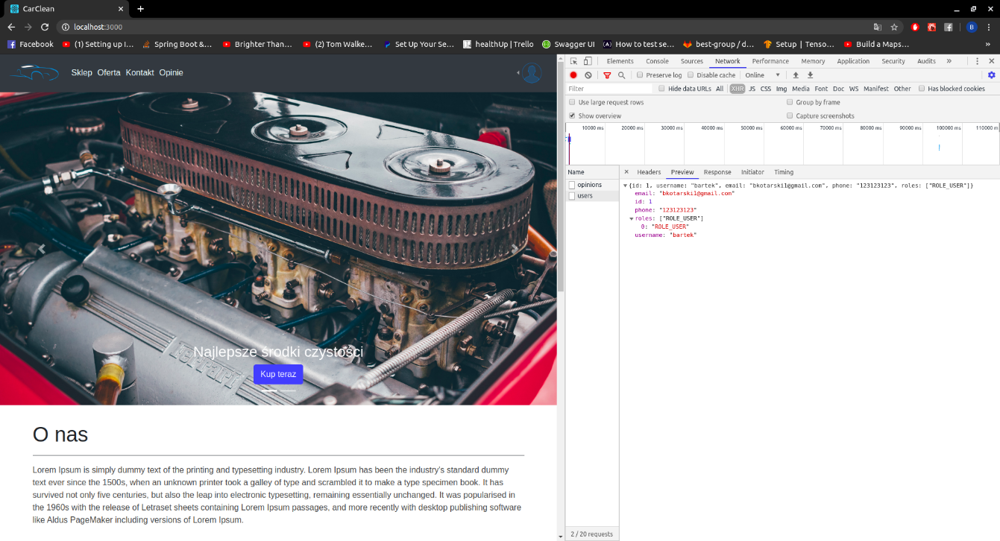 CarClean
localhost:3000
B
Facebook (1) Setting up I… Spring Boot &… Brighter Than… (2) Tom Walke… Set Up Your Se… healthUp | Trello Swagger UI How to test se… best-group / d… Setup | Tenso… Build a Maps… »
Sklep Oferta Kontakt Opinie
Najlepsze środki czystości
Kup teraz
O nas
Lorem Ipsum is simply dummy text of the printing and typesetting industry. Lorem Ipsum has been the industry's standard dummy
text ever since the 1500s, when an unknown printer took a galley of type and scrambled it to make a type specimen book. It has
survived not only five centuries, but also the leap into electronic typesetting, remaining essentially unchanged. It was popularised in
the 1960s with the release of Letraset sheets containing Lorem Ipsum passages, and more recently with desktop publishing software
like Aldus PageMaker including versions of Lorem Ipsum.
Elements Console Sources Network Performance Memory Application Security Audits »
Preserve log Disable cache Online
Filter Hide data URLs All XHR JS CSS Img Media Font Doc WS Manifest Other Has blocked cookies
Use large request rows Group by frame
Show overview Capture screenshots
10000 ms 20000 ms 30000 ms 40000 ms 50000 ms 60000 ms 70000 ms 80000 ms 90000 ms 100000 ms 110000 m
Name Headers Preview Response Initiator Timing
opinions
users
{id: 1, username: "bartek", email: "bkotarski1@gmail.com", phone: "123123123", roles: ["ROLE_USER"]}
email: "bkotarski1@gmail.com"
id: 1
phone: "123123123"
roles: ["ROLE_USER"]
0: "ROLE_USER"
username: "bartek"
2 / 20 requests